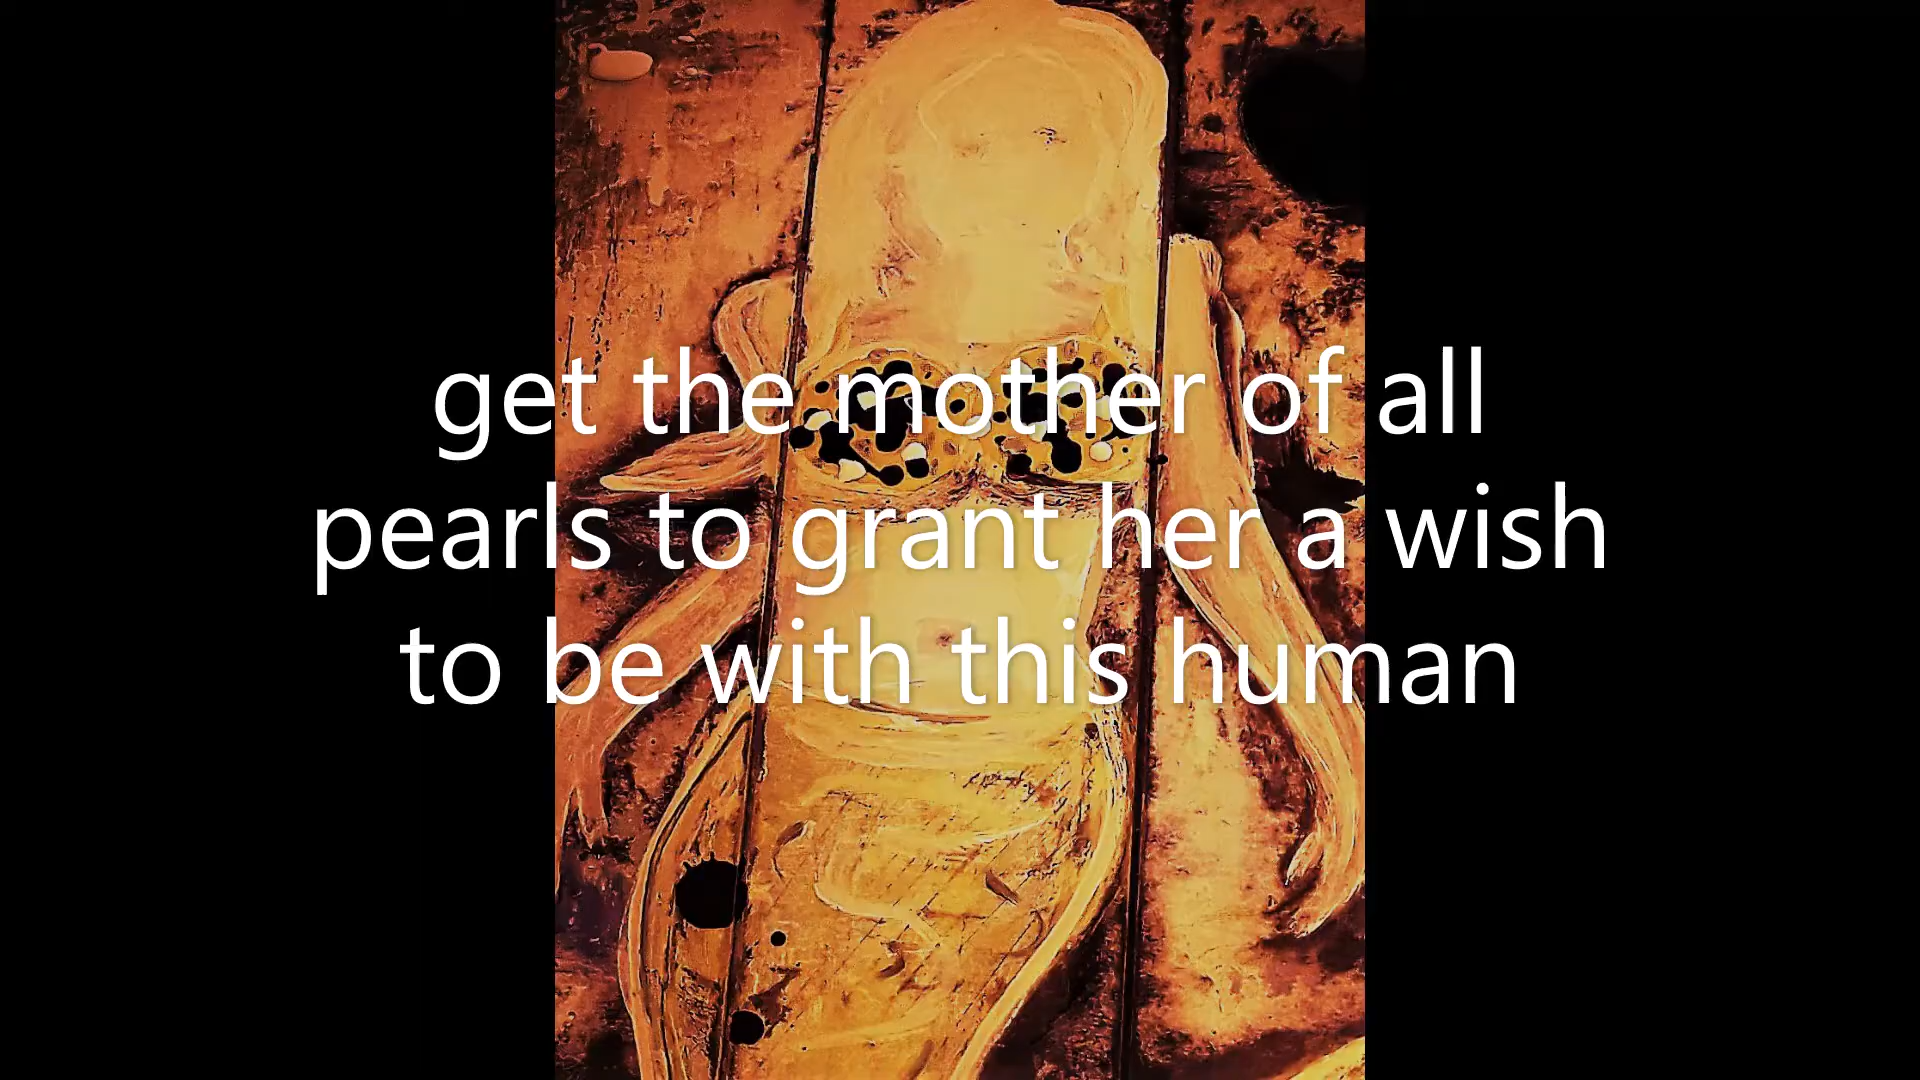 get the mother of all
pearls to grant her a wish
to be with this human